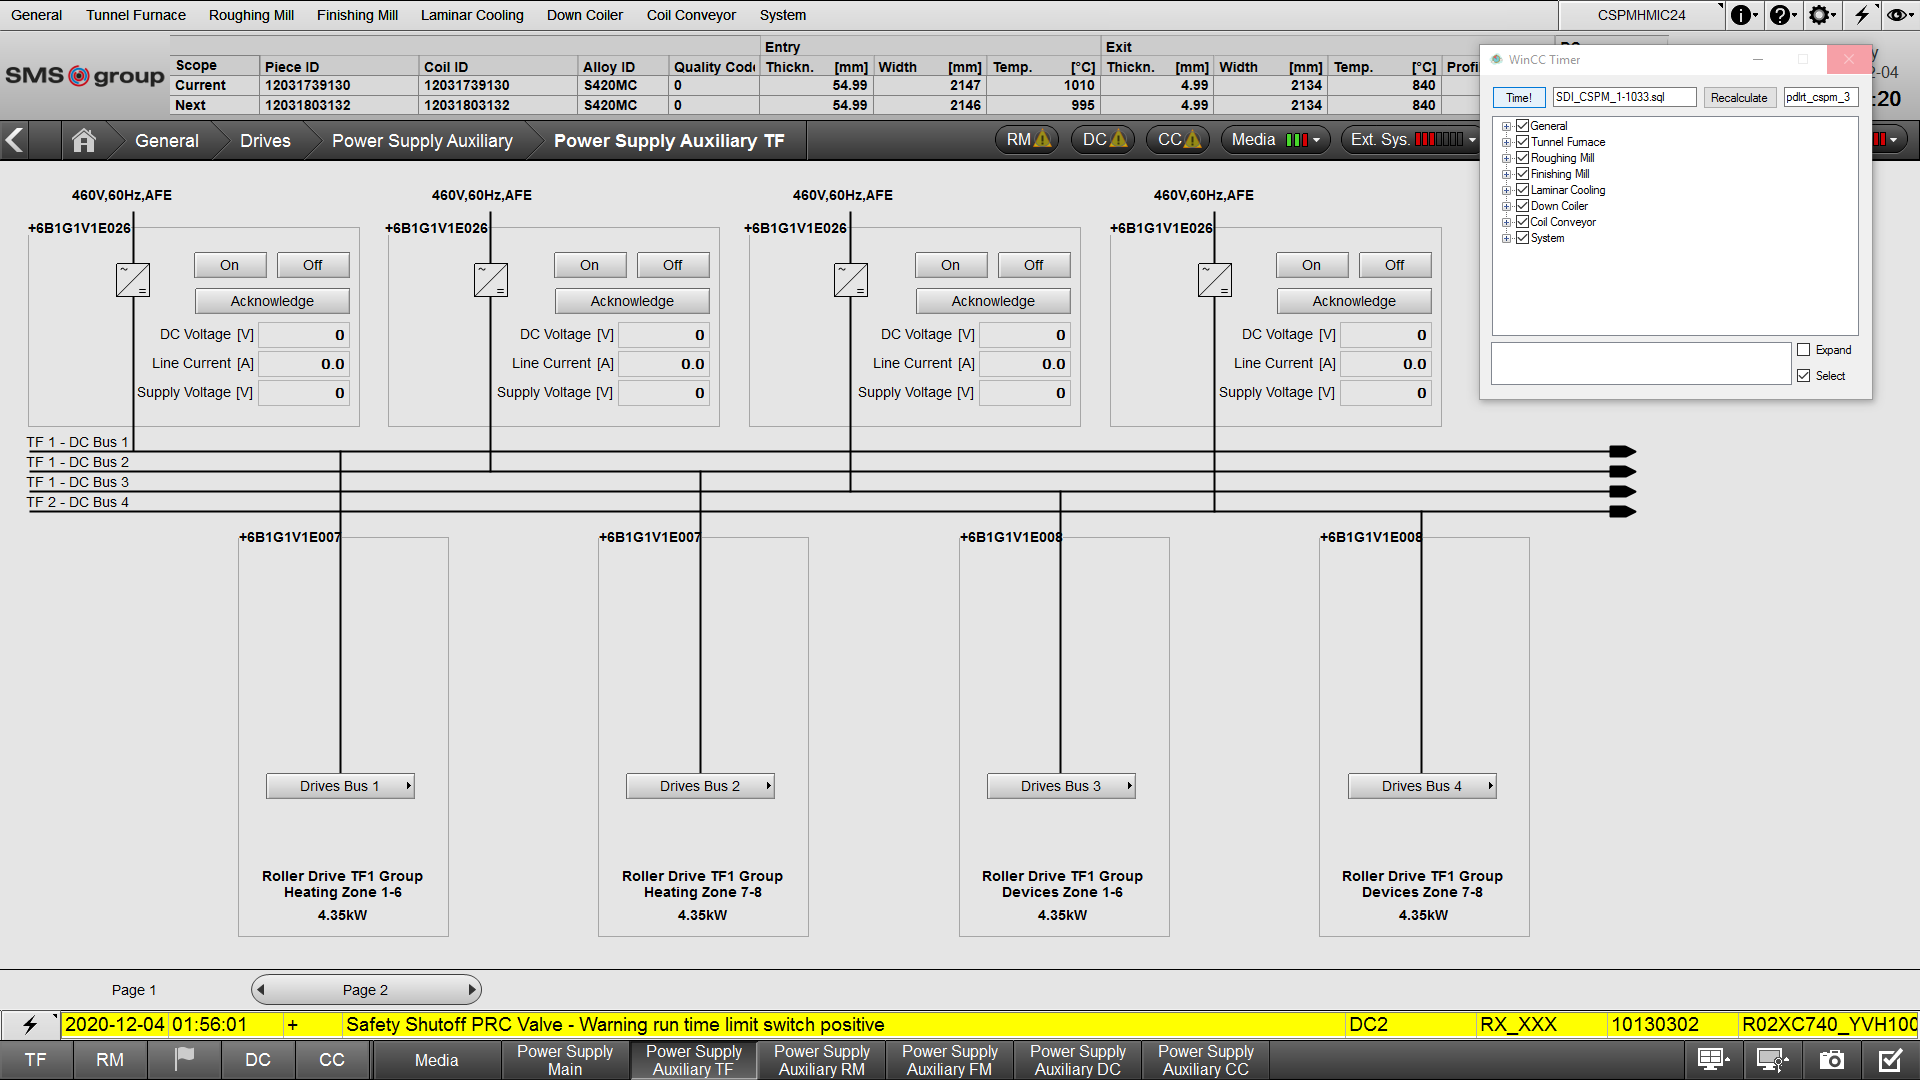 General Tunnel Furnace Roughing Mill Finishing Mill Laminar Cooling Down Coiler Coil Conveyor System CSPMHMIC24
SMS group
Entry Exit
Scope Piece ID Coil ID Alloy ID Quality Code Thickn. [mm] Width [mm] Temp. [°C] Thickn. [mm] Width [mm] Temp. [°C] Profi
Current 12031739130 12031739130 S420MC 0 54.99 2147 1010 4.99 2134 840
Next 12031803132 12031803132 S420MC 0 54.99 2146 995 4.99 2134 840
-04
:20
General Drives Power Supply Auxiliary Power Supply Auxiliary TF RM DC CC Media Ext. Sys.
WinCC Timer
Time! SDI_CSPM_1-1033.sql Recalculate pdlrt_cspm_3
General
Tunnel Furnace
Roughing Mill
Finishing Mill
Laminar Cooling
Down Coiler
Coil Conveyor
System
Expand
Select
460V,60Hz,AFE 460V,60Hz,AFE 460V,60Hz,AFE 460V,60Hz,AFE
+6B1G1V1E026 +6B1G1V1E026 +6B1G1V1E026 +6B1G1V1E026
On Off On Off On Off On Off
Acknowledge Acknowledge Acknowledge Acknowledge
DC Voltage [V] 0 DC Voltage [V] 0 DC Voltage [V] 0 DC Voltage [V] 0
Line Current [A] 0.0 Line Current [A] 0.0 Line Current [A] 0.0 Line Current [A] 0.0
Supply Voltage [V] 0 Supply Voltage [V] 0 Supply Voltage [V] 0 Supply Voltage [V] 0
TF 1 - DC Bus 1
TF 1 - DC Bus 2
TF 1 - DC Bus 3
TF 2 - DC Bus 4
+6B1G1V1E007 +6B1G1V1E007 +6B1G1V1E008 +6B1G1V1E008
Drives Bus 1 Drives Bus 2 Drives Bus 3 Drives Bus 4
Roller Drive TF1 Group Roller Drive TF1 Group Roller Drive TF1 Group Roller Drive TF1 Group
Heating Zone 1-6 Heating Zone 7-8 Devices Zone 1-6 Devices Zone 7-8
4.35kW 4.35kW 4.35kW 4.35kW
Page 1 Page 2
2020-12-04 01:56:01 + Safety Shutoff PRC Valve - Warning run time limit switch positive DC2 RX_XXX 10130302 R02XC740_YVH100
TF RM DC CC Media Power Supply Main Power Supply Auxiliary TF Power Supply Auxiliary RM Power Supply Auxiliary FM Power Supply Auxiliary DC Power Supply Auxiliary CC